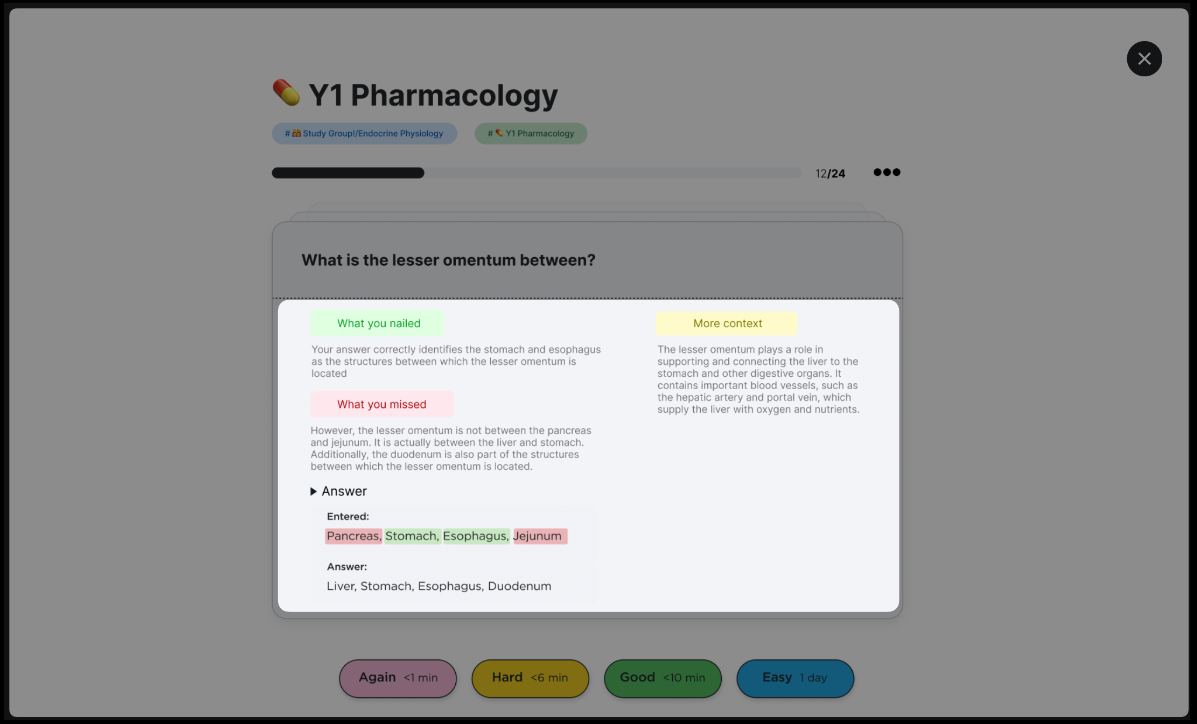 Y1 Pharmacology
# Study Group!/Endocrine Physiology
# Y1 Pharmacology
12/24
What is the lesser omentum between?
What you nailed
Your answer correctly identifies the stomach and esophagus
as the structures between which the lesser omentum is
located
What you missed
However, the lesser omentum is not between the pancreas
and jejunum. It is actually between the liver and stomach.
Additionally, the duodenum is also part of the structures
between which the lesser omentum is located.
Answer
Entered:
Pancreas, Stomach, Esophagus, Jejunum
Answer:
Liver, Stomach, Esophagus, Duodenum
More context
The lesser omentum plays a role in
supporting and connecting the liver to the
stomach and other digestive organs. It
contains important blood vessels, such as
the hepatic artery and portal vein, which
supply the liver with oxygen and nutrients.
Again <1 min
Hard <6 min
Good <10 min
Easy 1 day